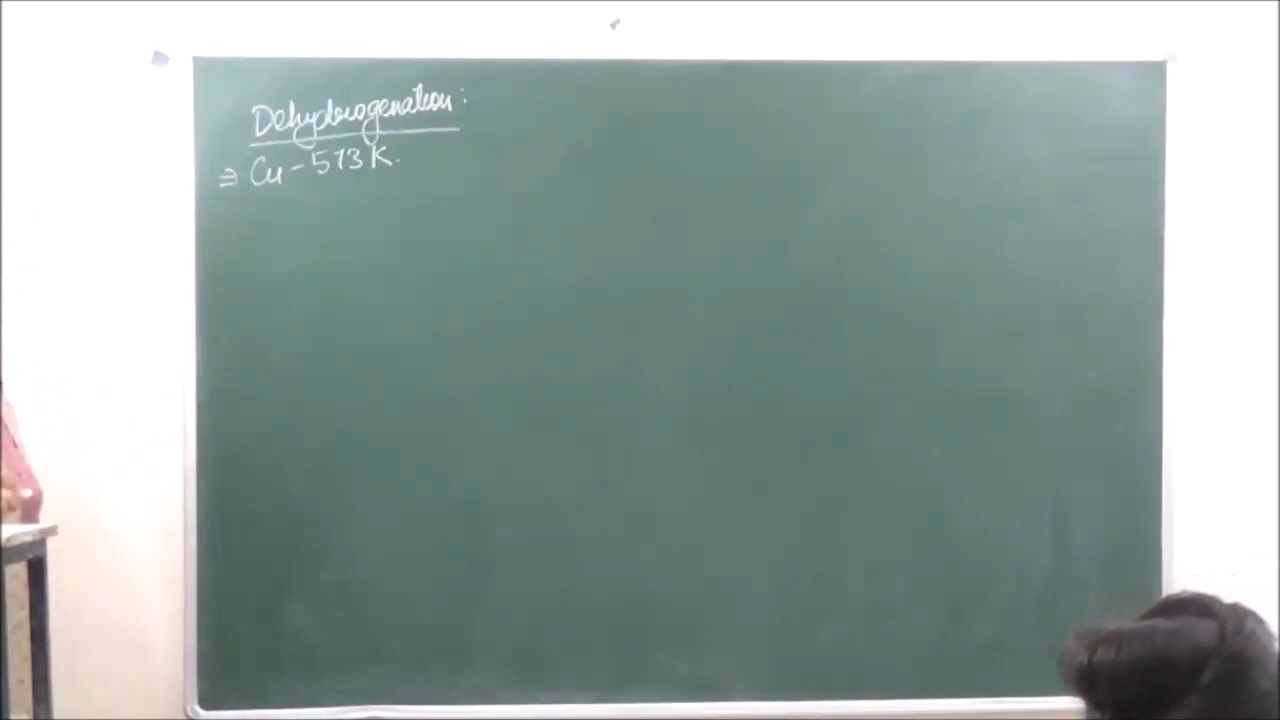 Dehydrogenation:
⇒ Cu - 573 K.